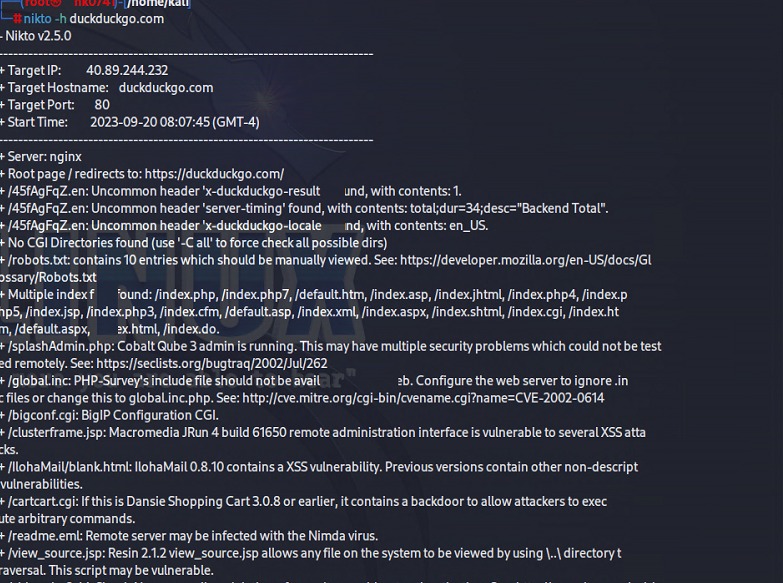 (root㉿ hk0741)-[/home/kali]
#nikto -h duckduckgo.com
- Nikto v2.5.0
---------------------------------------------------------------------------
+ Target IP: 40.89.244.232
+ Target Hostname: duckduckgo.com
+ Target Port: 80
+ Start Time: 2023-09-20 08:07:45 (GMT-4)
---------------------------------------------------------------------------
+ Server: nginx
+ Root page / redirects to: https://duckduckgo.com/
+ /45fAgFqZ.en: Uncommon header 'x-duckduckgo-result und, with contents: 1.
+ /45fAgFqZ.en: Uncommon header 'server-timing' found, with contents: total;dur=34;desc="Backend Total".
+ /45fAgFqZ.en: Uncommon header 'x-duckduckgo-locale nd, with contents: en_US.
+ No CGI Directories found (use '-C all' to force check all possible dirs)
+ /robots.txt: contains 10 entries which should be manually viewed. See: https://developer.mozilla.org/en-US/docs/Gl
ossary/Robots.txt
+ Multiple index f ound: /index.php, /index.php7, /default.htm, /index.asp, /index.jhtml, /index.php4, /index.p
hp5, /index.jsp, /index.php3, /index.cfm, /default.asp, /index.xml, /index.aspx, /index.shtml, /index.cgi, /index.ht
m, /default.aspx, ex.html, /index.do.
+ /splashAdmin.php: Cobalt Qube 3 admin is running. This may have multiple security problems which could not be test
ed remotely. See: https://seclists.org/bugtraq/2002/Jul/262
+ /global.inc: PHP-Survey's include file should not be avail eb. Configure the web server to ignore .in
c files or change this to global.inc.php. See: http://cve.mitre.org/cgi-bin/cvename.cgi?name=CVE-2002-0614
+ /bigconf.cgi: BigIP Configuration CGI.
+ /clusterframe.jsp: Macromedia JRun 4 build 61650 remote administration interface is vulnerable to several XSS atta
cks.
+ /IlohaMail/blank.html: IlohaMail 0.8.10 contains a XSS vulnerability. Previous versions contain other non-descript
vulnerabilities.
+ /cartcart.cgi: If this is Dansie Shopping Cart 3.0.8 or earlier, it contains a backdoor to allow attackers to exec
ute arbitrary commands.
+ /readme.eml: Remote server may be infected with the Nimda virus.
+ /view_source.jsp: Resin 2.1.2 view_source.jsp allows any file on the system to be viewed by using \..\ directory t
raversal. This script may be vulnerable.